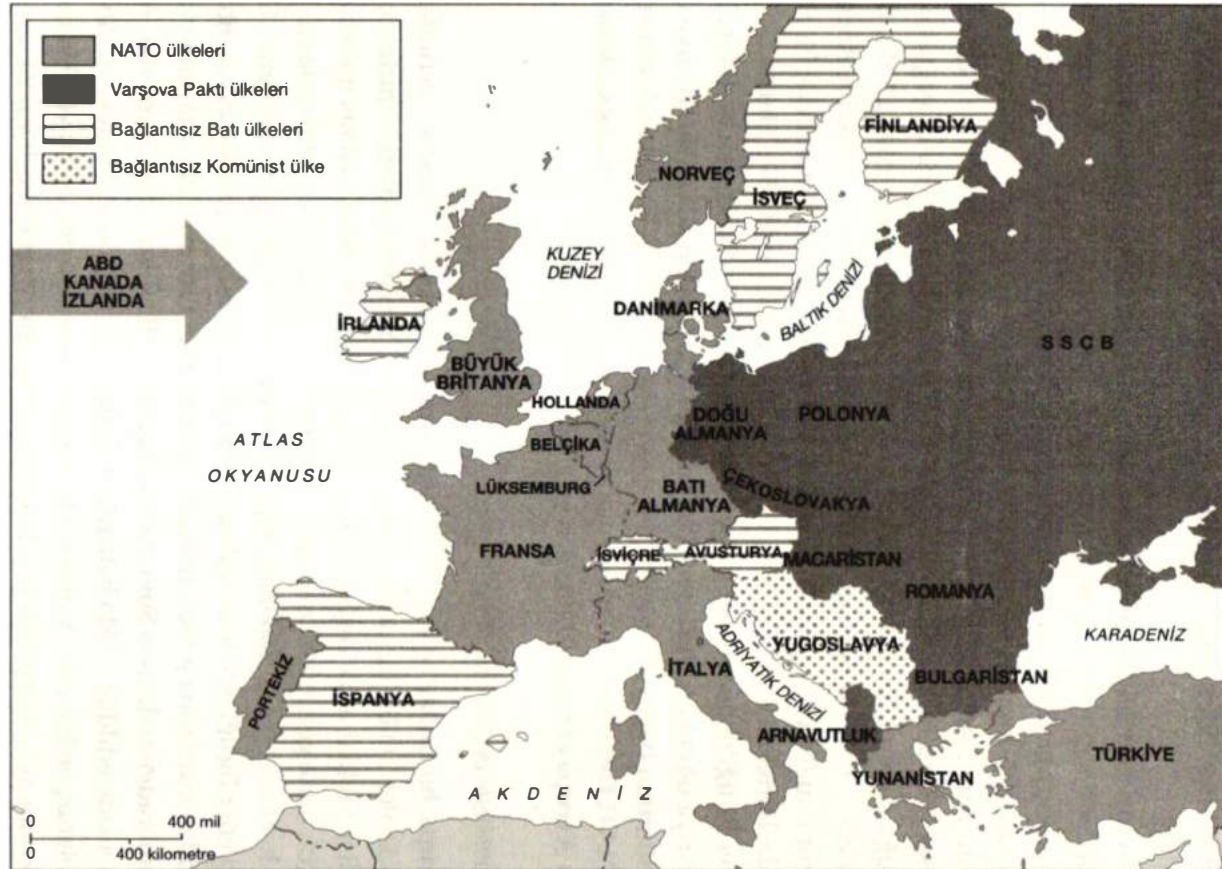 NATO ülkeleri
Varşova Paktı ülkeleri
Bağlantısız Batı ülkeleri
Bağlantısız Komünist ülke
ABD
KANADA
İZLANDA
NORVEÇ
İSVEÇ
FİNLANDİYA
KUZEY
DENİZİ
DANİMARKA
BALTIK DENİZİ
S S C B
İRLANDA
BÜYÜK
BRİTANYA
HOLLANDA
BELÇİKA
LÜKSEMBURG
DOĞU
ALMANYA
POLONYA
ATLAS
OKYANUSU
BATI
ALMANYA
ÇEKOSLOVAKYA
FRANSA
İSVİÇRE
AVUSTURYA
MACARİSTAN
ROMANYA
YUGOSLAVYA
KARADENİZ
PORTEKİZ
İSPANYA
İTALYA
ADRİYATİK DENİZİ
BULGARİSTAN
ARNAVUTLUK
YUNANİSTAN
TÜRKİYE
A K D E N İ Z
0 400 mil
0 400 kilometre